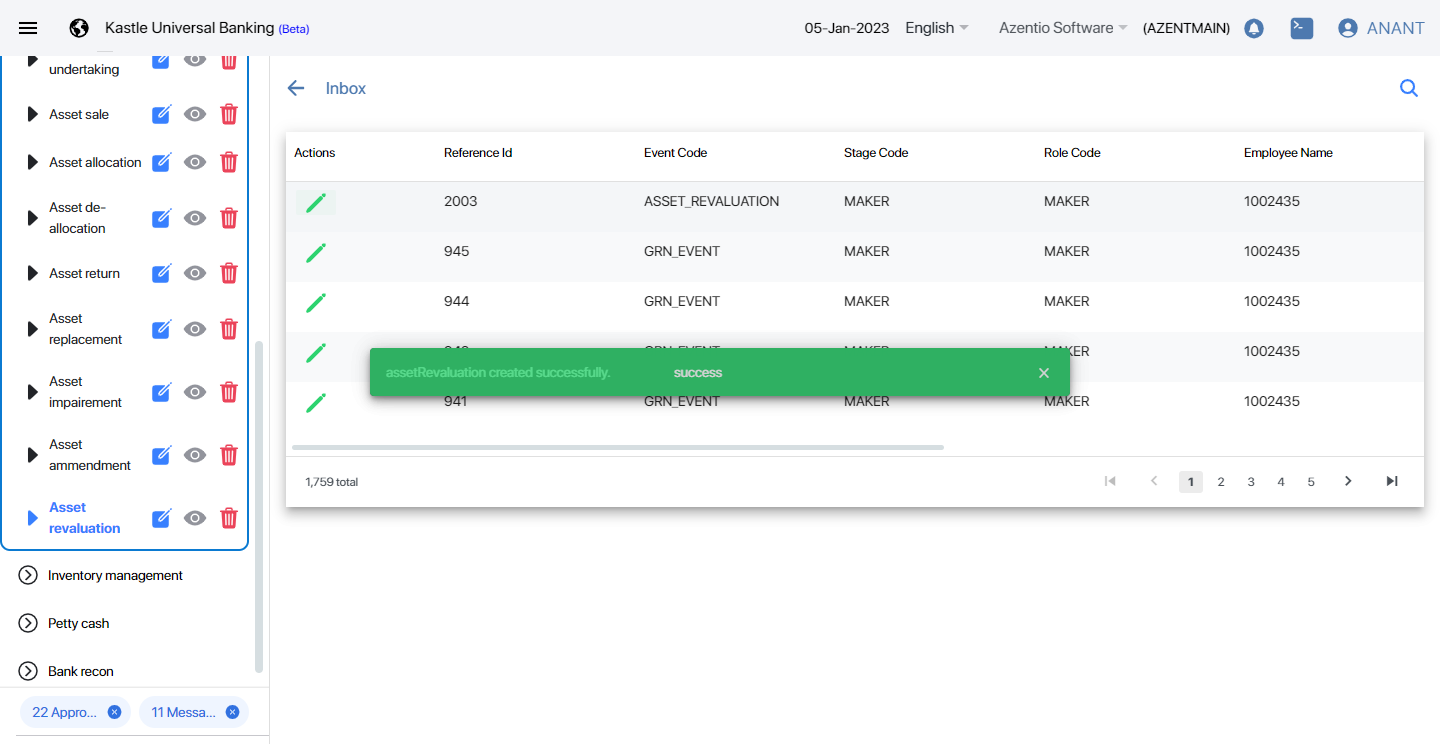 Kastle Universal Banking (Beta)
05-Jan-2023
English
Azentio Software
(AZENTMAIN)
ANANT
undertaking
Asset sale
Asset allocation
Asset de-
allocation
Asset return
Asset
replacement
Asset
impairement
Asset
ammendment
Asset
revaluation
Inventory management
Petty cash
Bank recon
22 Appro...
11 Messa...
Inbox
Actions Reference Id Event Code Stage Code Role Code Employee Name
2003 ASSET_REVALUATION MAKER MAKER 1002435
945 GRN_EVENT MAKER MAKER 1002435
944 GRN_EVENT MAKER MAKER 1002435
GRN_EVENT MAKER MAKER 1002435
assetRevaluation created successfully. success
941 GRN_EVENT MAKER MAKER 1002435
1,759 total
1 2 3 4 5